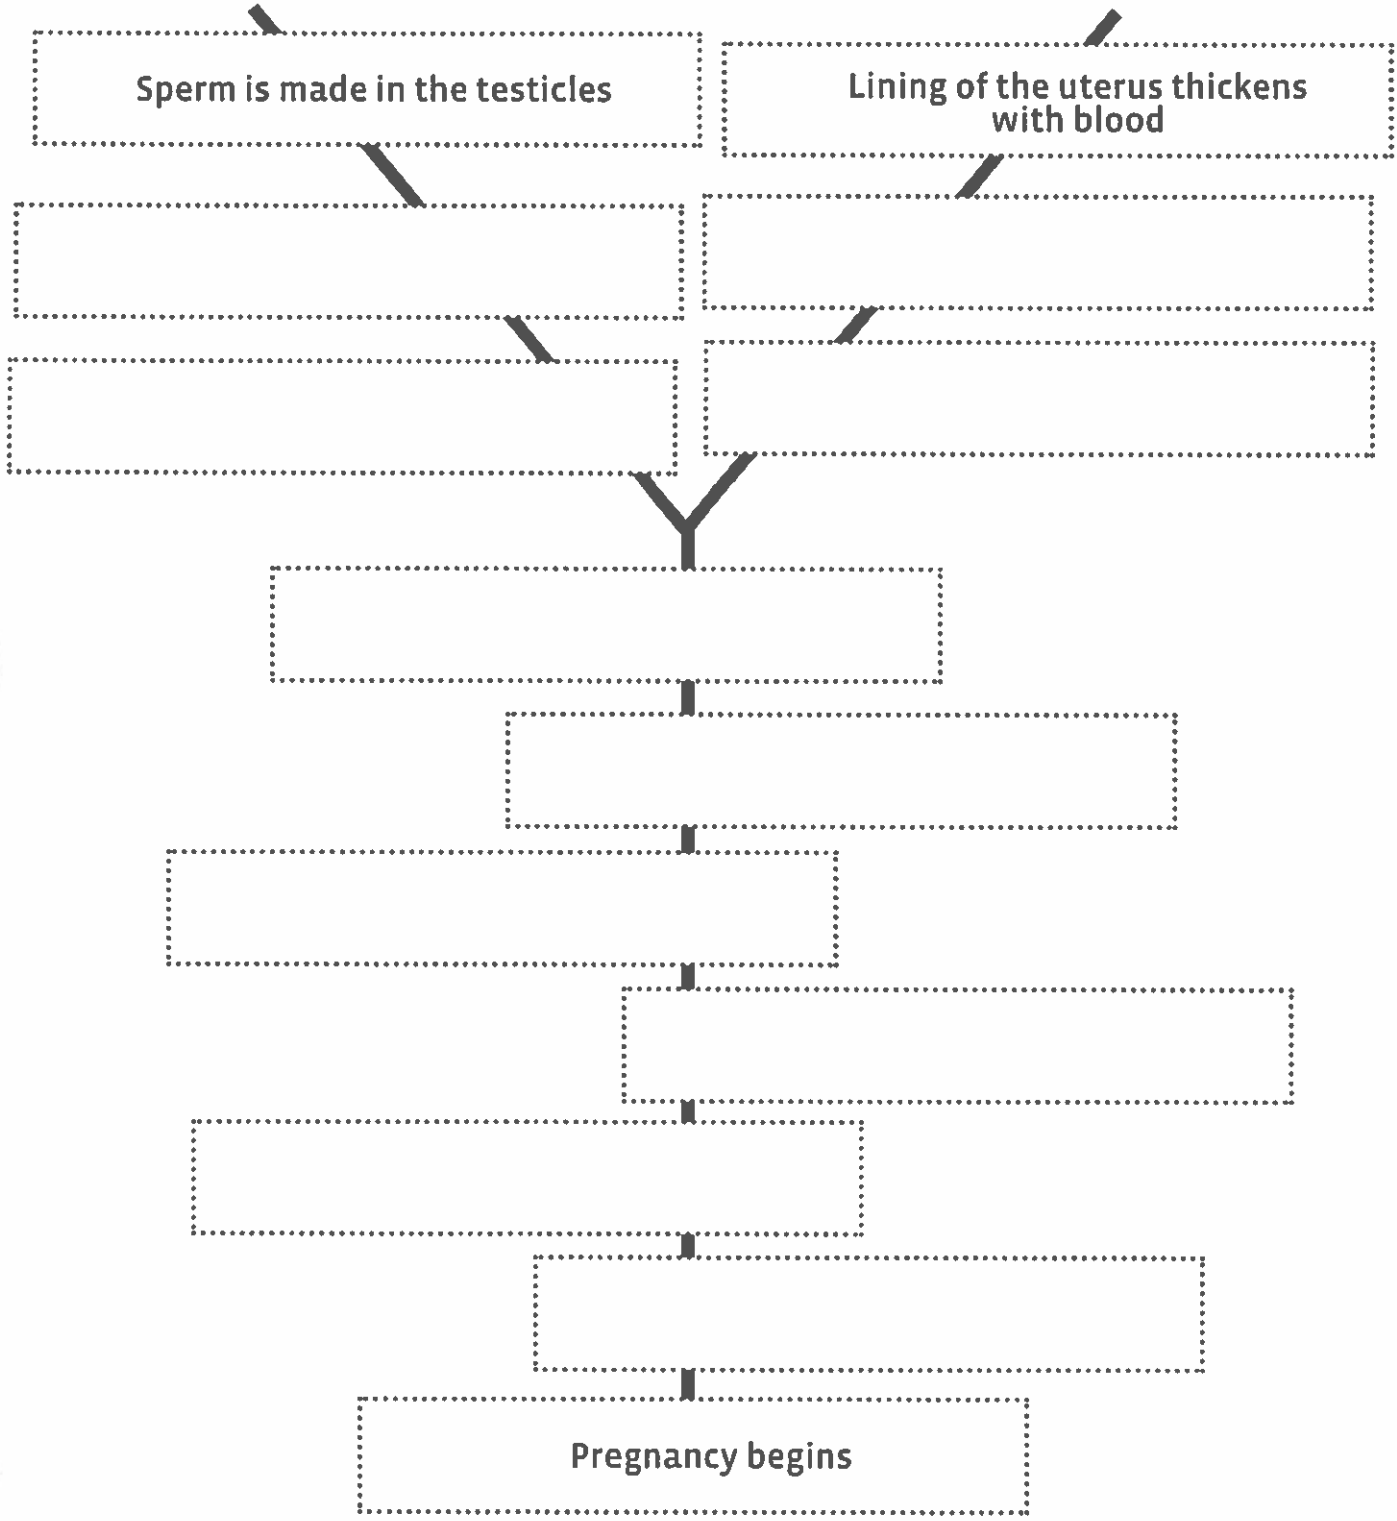 Sperm is made in the testicles
Lining of the uterus thickens
with blood
Pregnancy begins